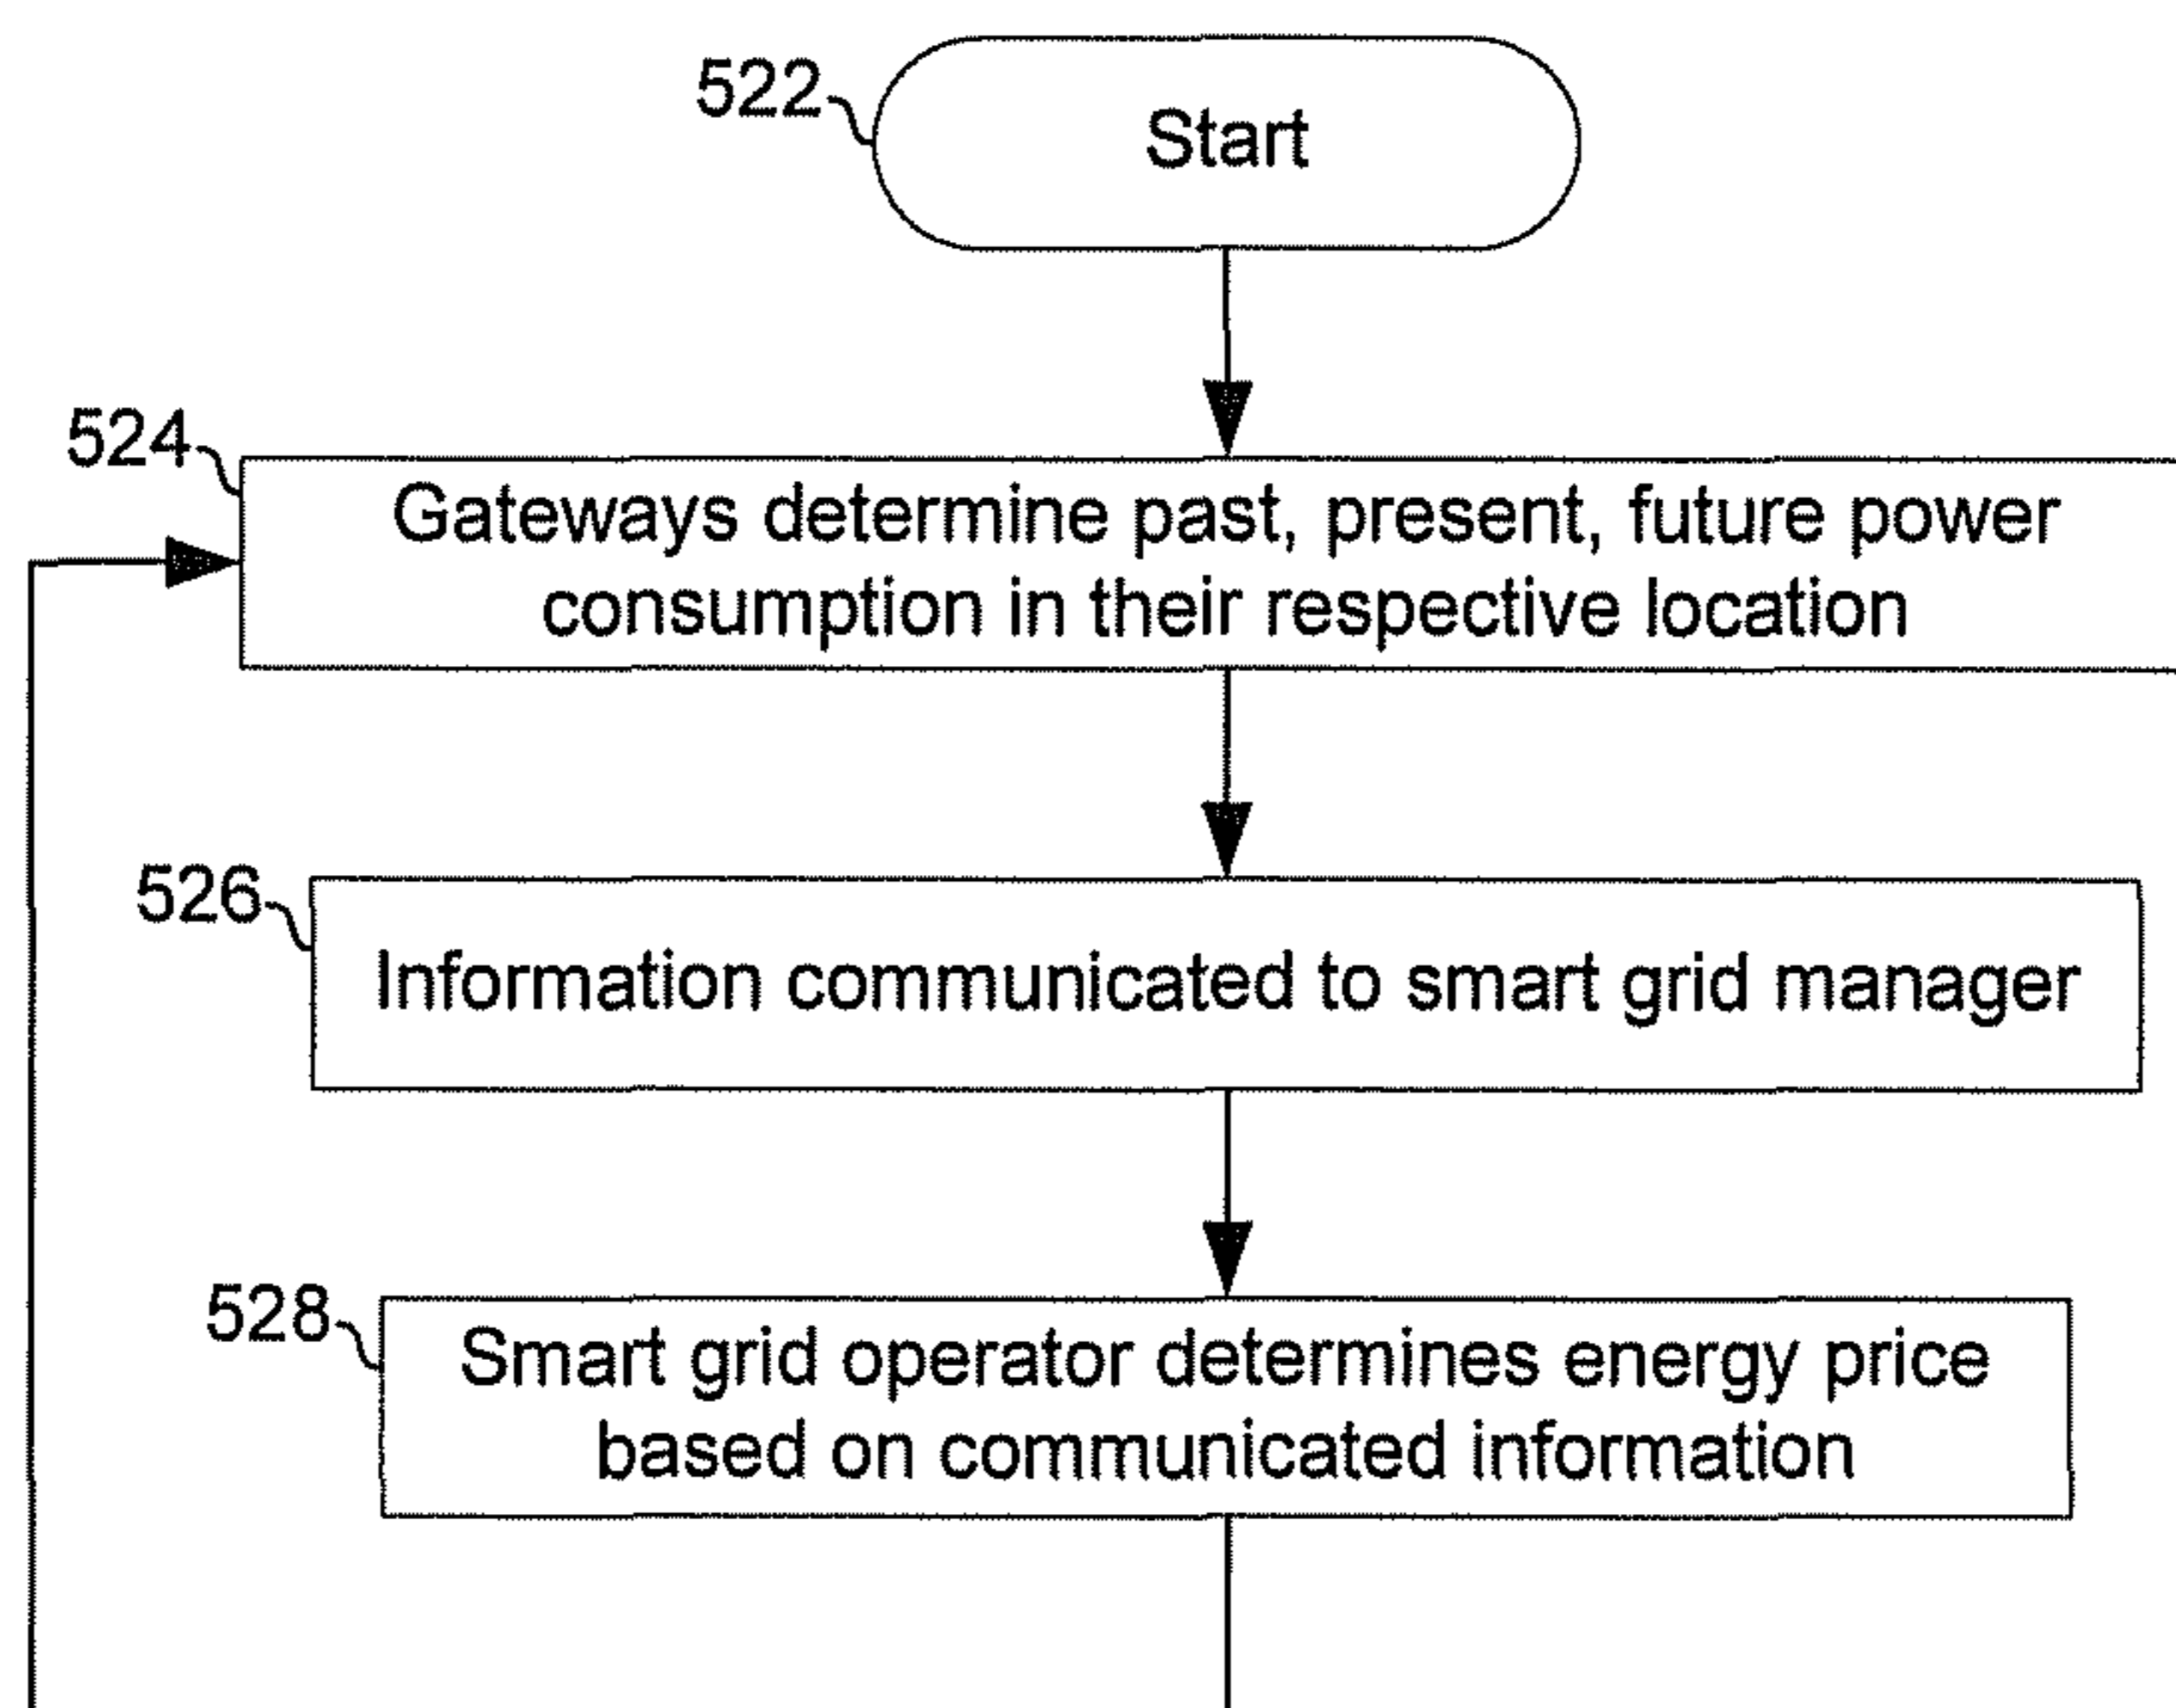 522
Start
524
Gateways determine past, present, future power
consumption in their respective location
526
Information communicated to smart grid manager
528
Smart grid operator determines energy price
based on communicated information